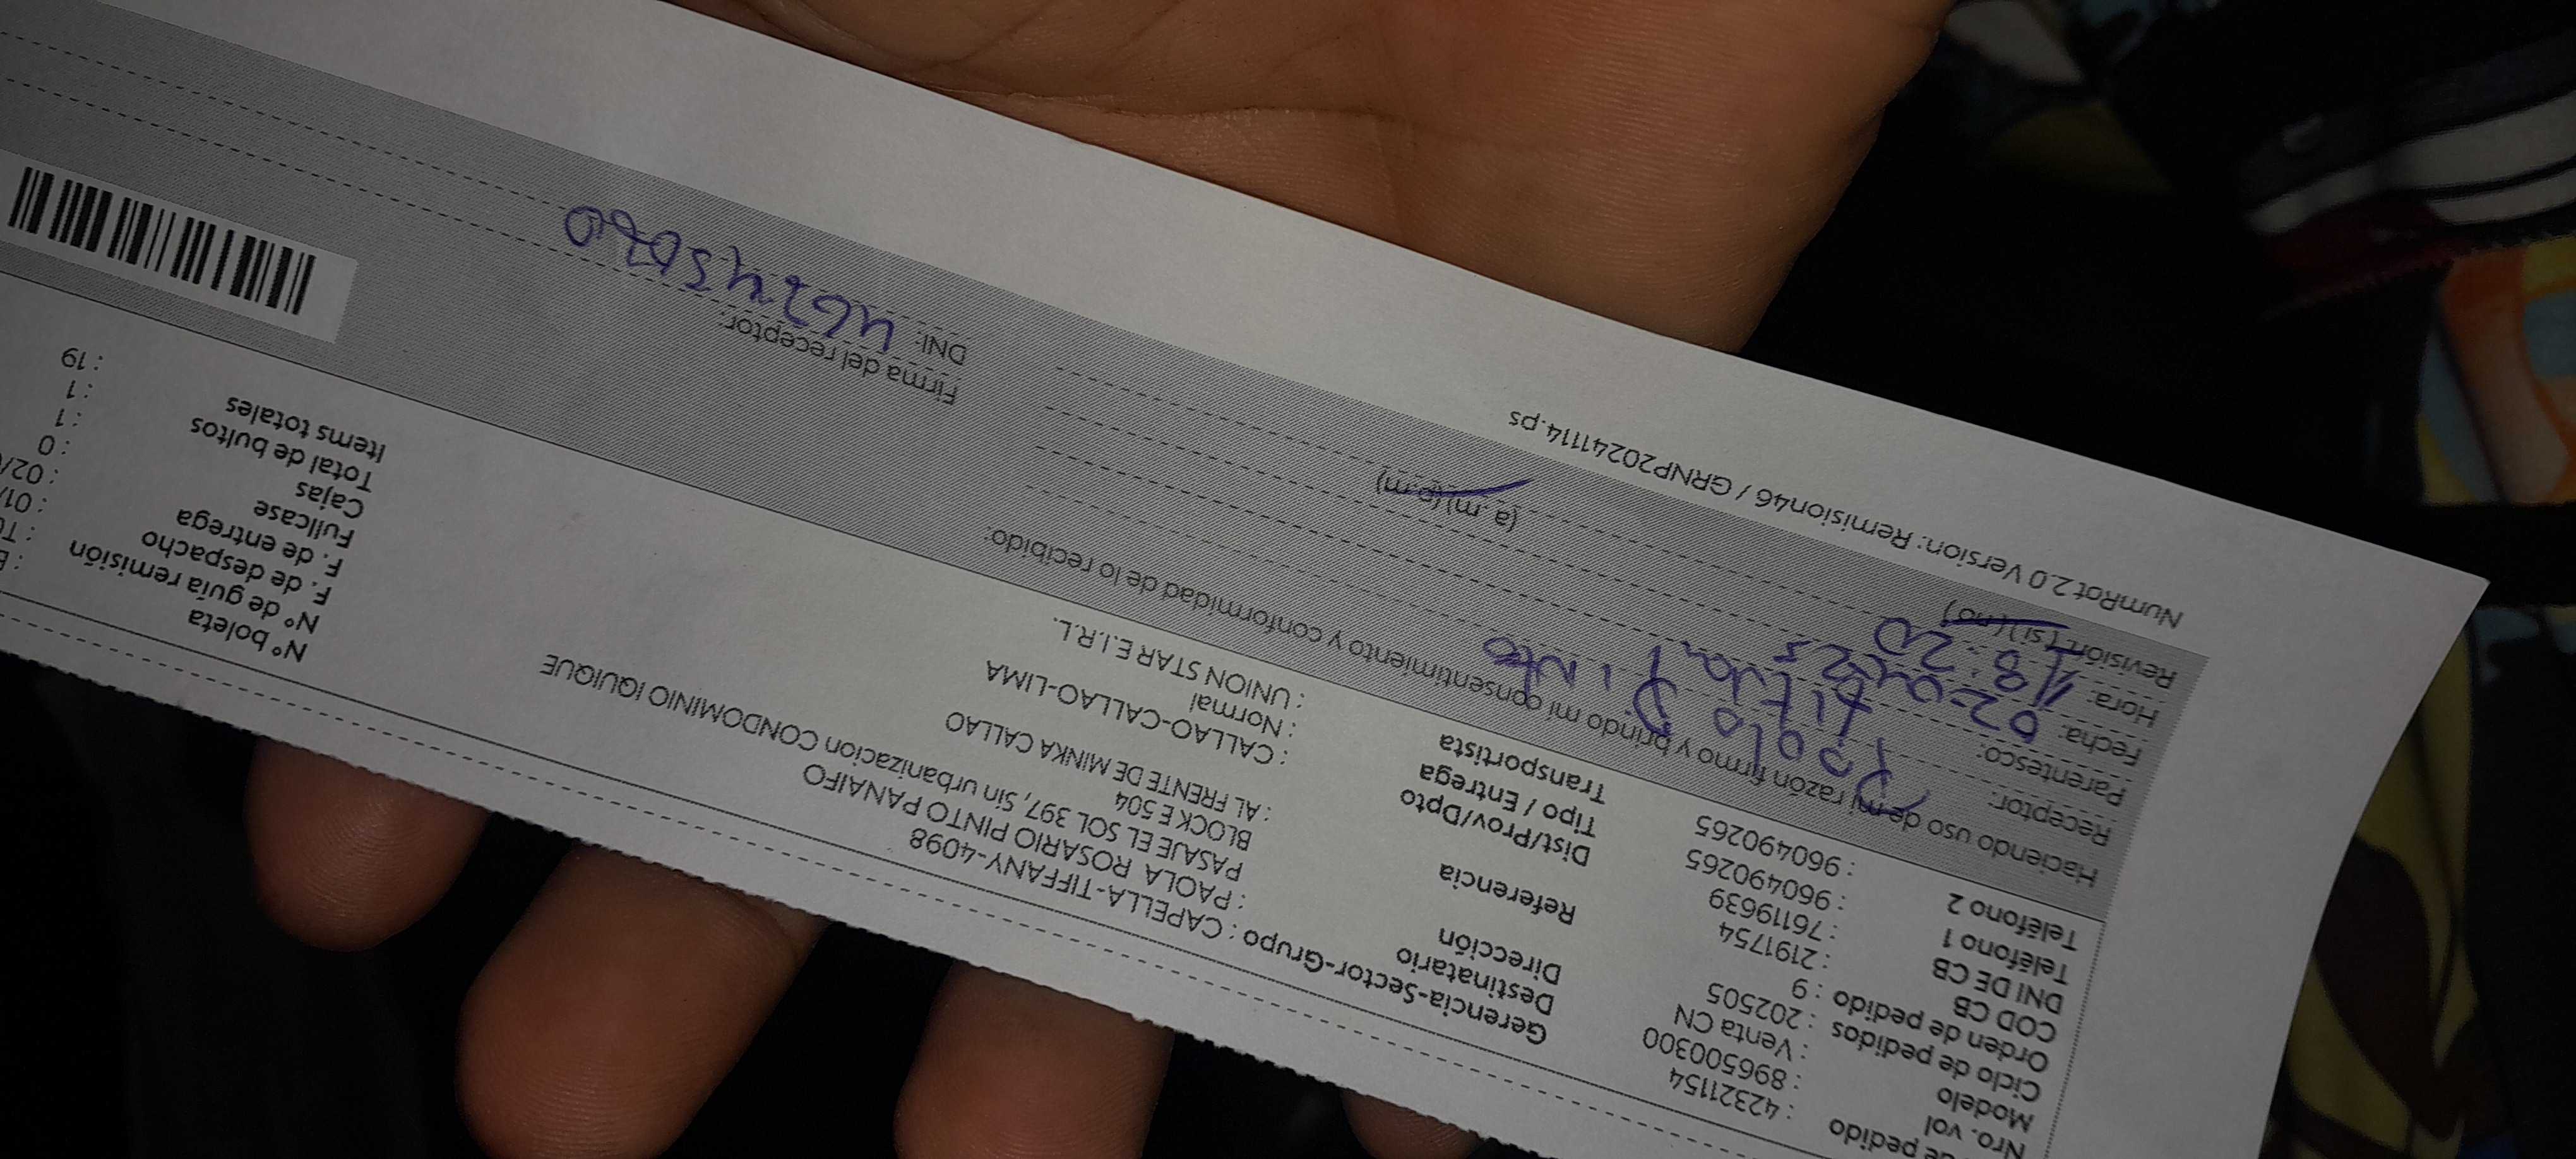 de pedido : 42321154
Nro. vol : 896500300
Modelo : Venta CN
Ciclo de pedidos : 202505
Orden de pedido : 9
COD CB : 2191754
DNI DE CB : 76119639
Teléfono 1 : 960490265
Teléfono 2 : 960490265
Gerencia-Sector-Grupo : CAPELLA-TIFFANY-4098
Destinatario : PAOLA ROSARIO PINTO PANAIFO
Dirección PASAJE EL SOL 397, Sin urbanizacion CONDOMINIO IQUIQUE
BLOCK E 504
Referencia : AL FRENTE DE MINKA CALLAO
Dist/Prov/Dpto : CALLAO-CALLAO-LIMA
Tipo / Entrega : Normal
Transportista : UNION STAR E.I.R.L.
N° boleta :
N° de guía remisión :
F. de despacho : 01/
F. de entrega : 02/
Fullcase : 0
Cajas : 1
Total de bultos : 1
Items totales : 19
Haciendo uso de mi razón firmo y brindo mi consentimiento y conformidad de lo recibido:
Receptor: Paola Pinto
Parentesco: titular
Fecha: 02-04-25
Hora: 18:20 (a.m) (p.m)
Revisión: (si) (no)
Firma del receptor:
DNI:
NumRot 2.0 Version: Remision46 / GRNP20241114.ps